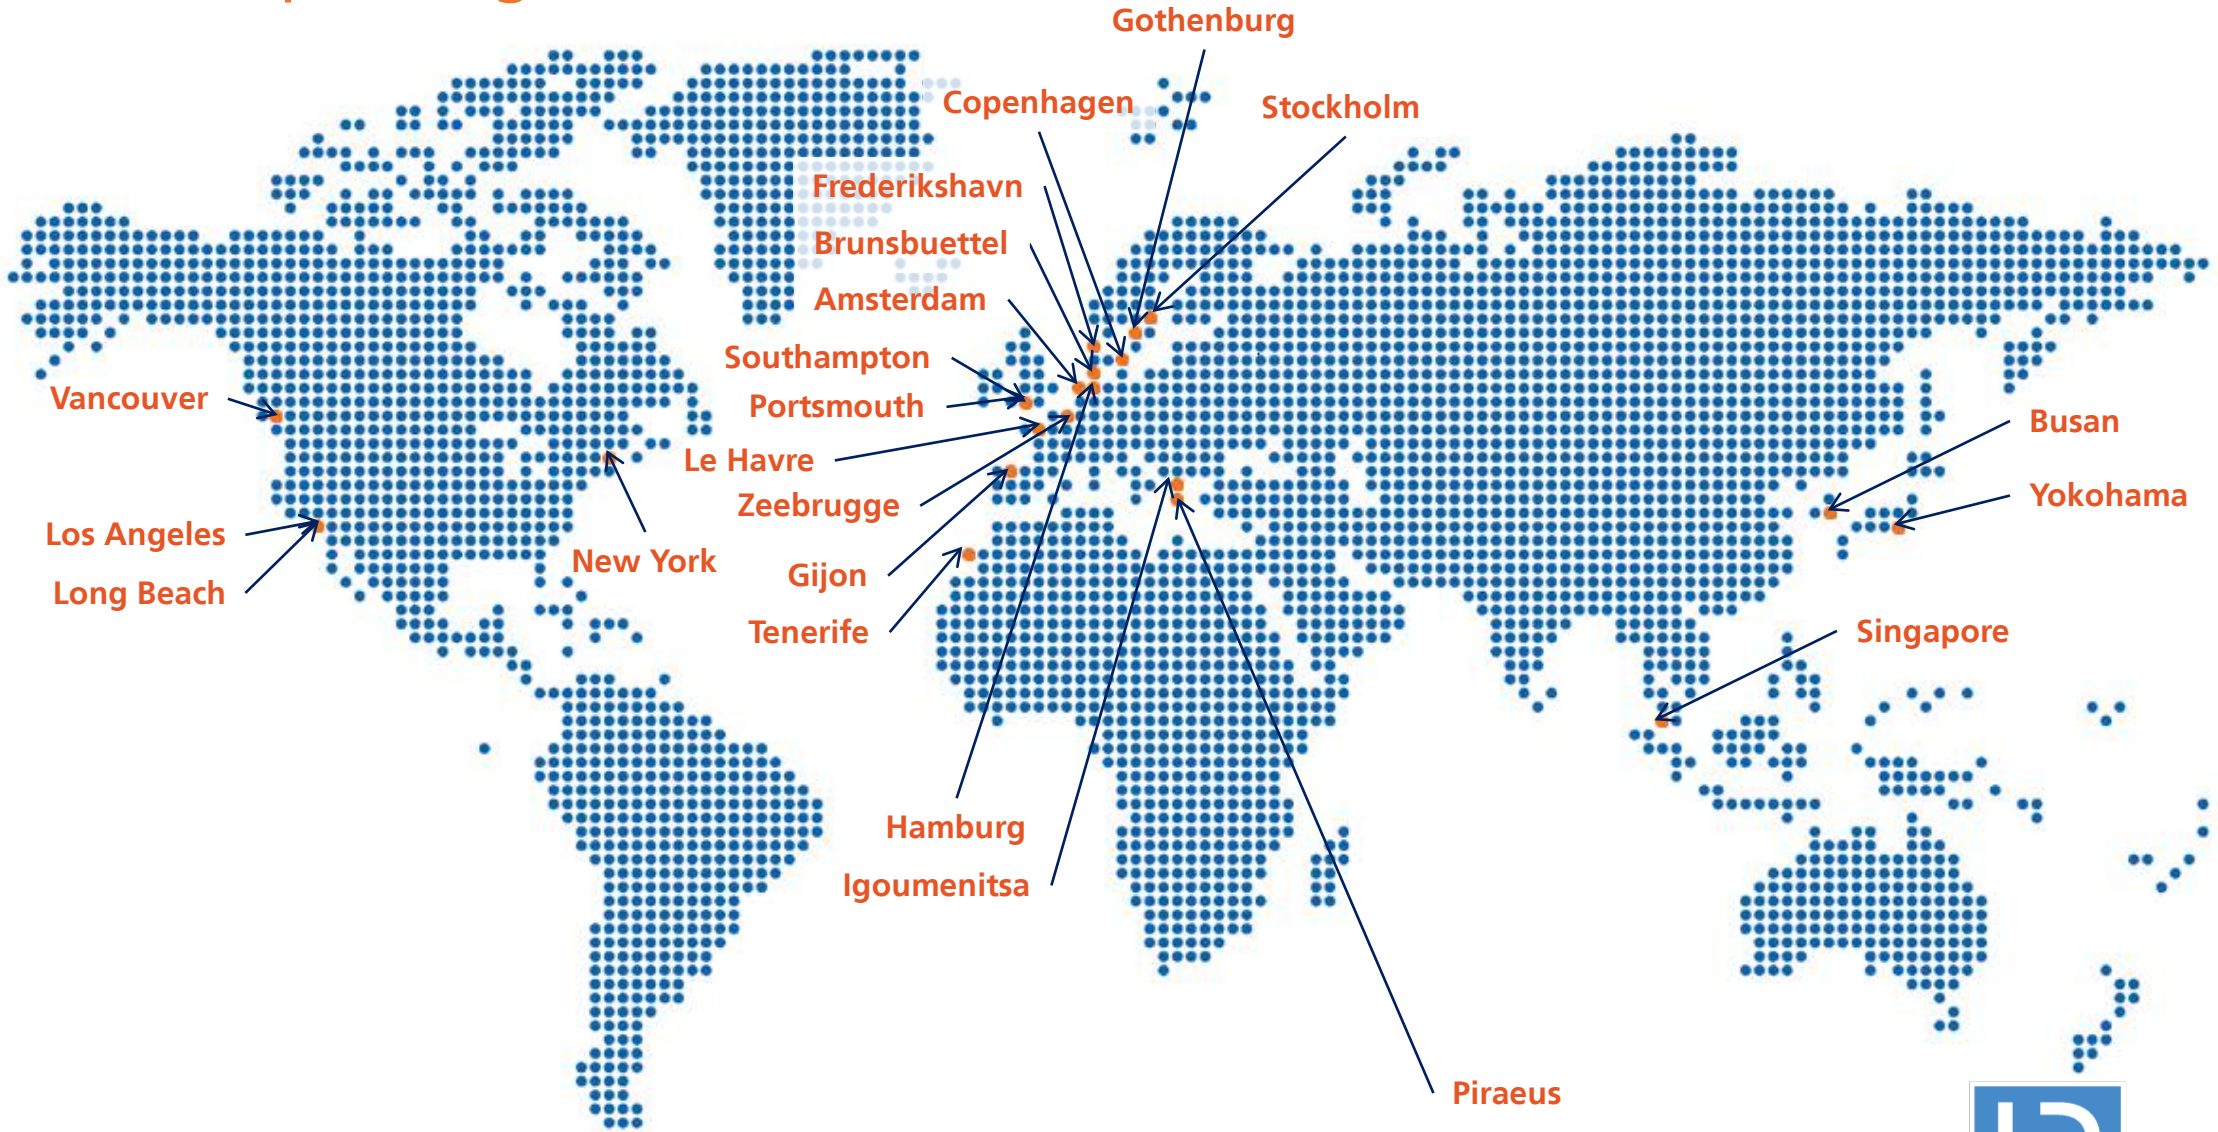 Gothenburg
Copenhagen
Stockholm
Frederikshavn
Brunsbuettel
Amsterdam
Southampton
Vancouver
Portsmouth
Busan
Le Havre
Zeebrugge
Yokohama
Los Angeles
New York
Gijon
Long Beach
Tenerife
Singapore
Hamburg
Igoumenitsa
Piraeus